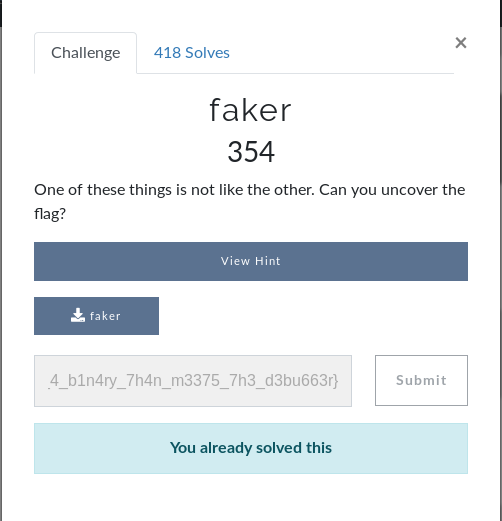 Challenge
418 Solves
×
faker
354
One of these things is not like the other. Can you uncover the
flag?
View Hint
faker
_4_b1n4ry_7h4n_m3375_7h3_d3bu663r}
Submit
You already solved this